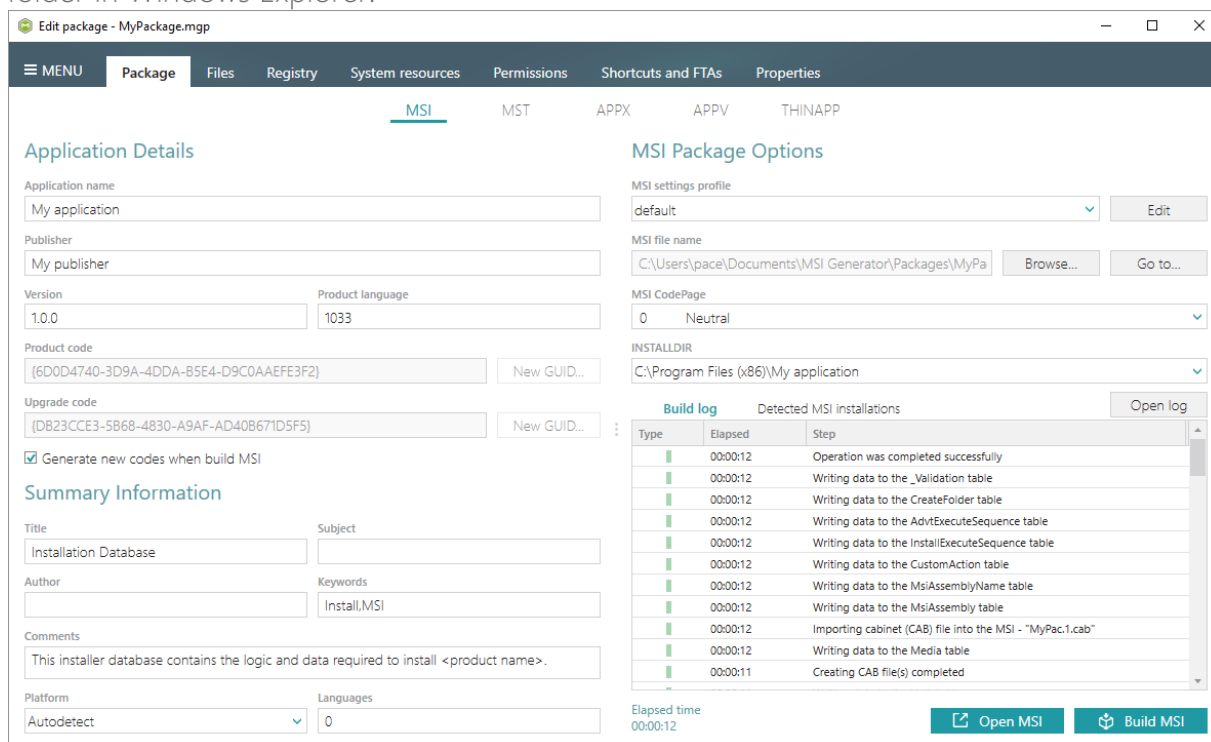 folder in Windows Explorer.
Edit package - MyPackage.mgp
MENU Package Files Registry System resources Permissions Shortcuts and FTAs Properties
MSI MST APPX APPV THINAPP
Application Details
Application name
My application
Publisher
My publisher
Version Product language
1.0.0 1033
Product code
{6D0D4740-3D9A-4DDA-B5E4-D9C0AAEFE3F2} New GUID...
Upgrade code
{DB23CCE3-5B68-4830-A9AF-AD40B671D5F5} New GUID...
Generate new codes when build MSI
Summary Information
Title Subject
Installation Database
Author Keywords
Install,MSI
Comments
This installer database contains the logic and data required to install <product name>.
Platform Languages
Autodetect 0
MSI Package Options
MSI settings profile
default Edit
MSI file name
C:\Users\pace\Documents\MSI Generator\Packages\MyPa Browse... Go to...
MSI CodePage
0 Neutral
INSTALLDIR
C:\Program Files (x86)\My application
Build log Detected MSI installations Open log
Type Elapsed Step
00:00:12 Operation was completed successfully
00:00:12 Writing data to the _Validation table
00:00:12 Writing data to the CreateFolder table
00:00:12 Writing data to the AdvtExecuteSequence table
00:00:12 Writing data to the InstallExecuteSequence table
00:00:12 Writing data to the CustomAction table
00:00:12 Writing data to the MsiAssemblyName table
00:00:12 Writing data to the MsiAssembly table
00:00:12 Importing cabinet (CAB) file into the MSI - "MyPac.1.cab"
00:00:12 Writing data to the Media table
00:00:11 Creating CAB file(s) completed
Elapsed time
00:00:12
Open MSI Build MSI